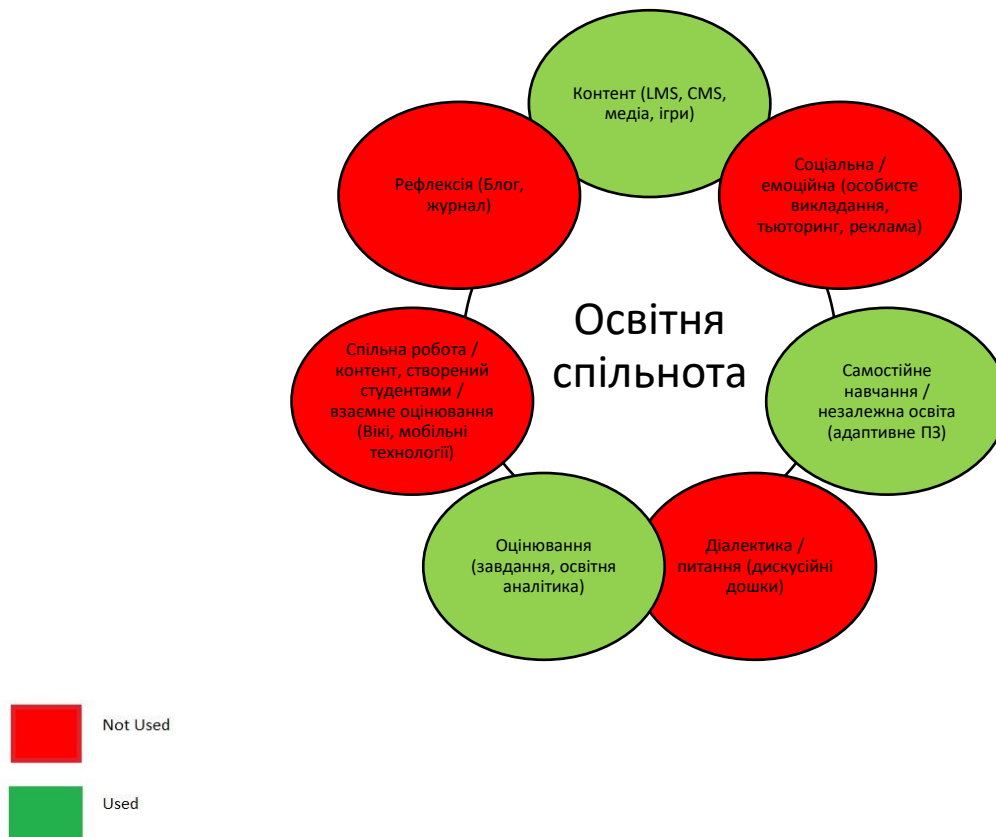 Контент (LMS, CMS,
медіа, ігри)
Соціальна /
емоційна (особисте
викладання,
тьюторинг, реклама)
Рефлексія (Блог,
журнал)
Освітня
спільнота
Спільна робота /
контент, створений
студентами /
взаємне оцінювання
(Вікі, мобільні
технології)
Самостійне
навчання /
незалежна освіта
(адаптивне ПЗ)
Оцінювання
(завдання, освітня
аналітика)
Діалектика /
питання (дискусійні
дошки)
Not Used
Used